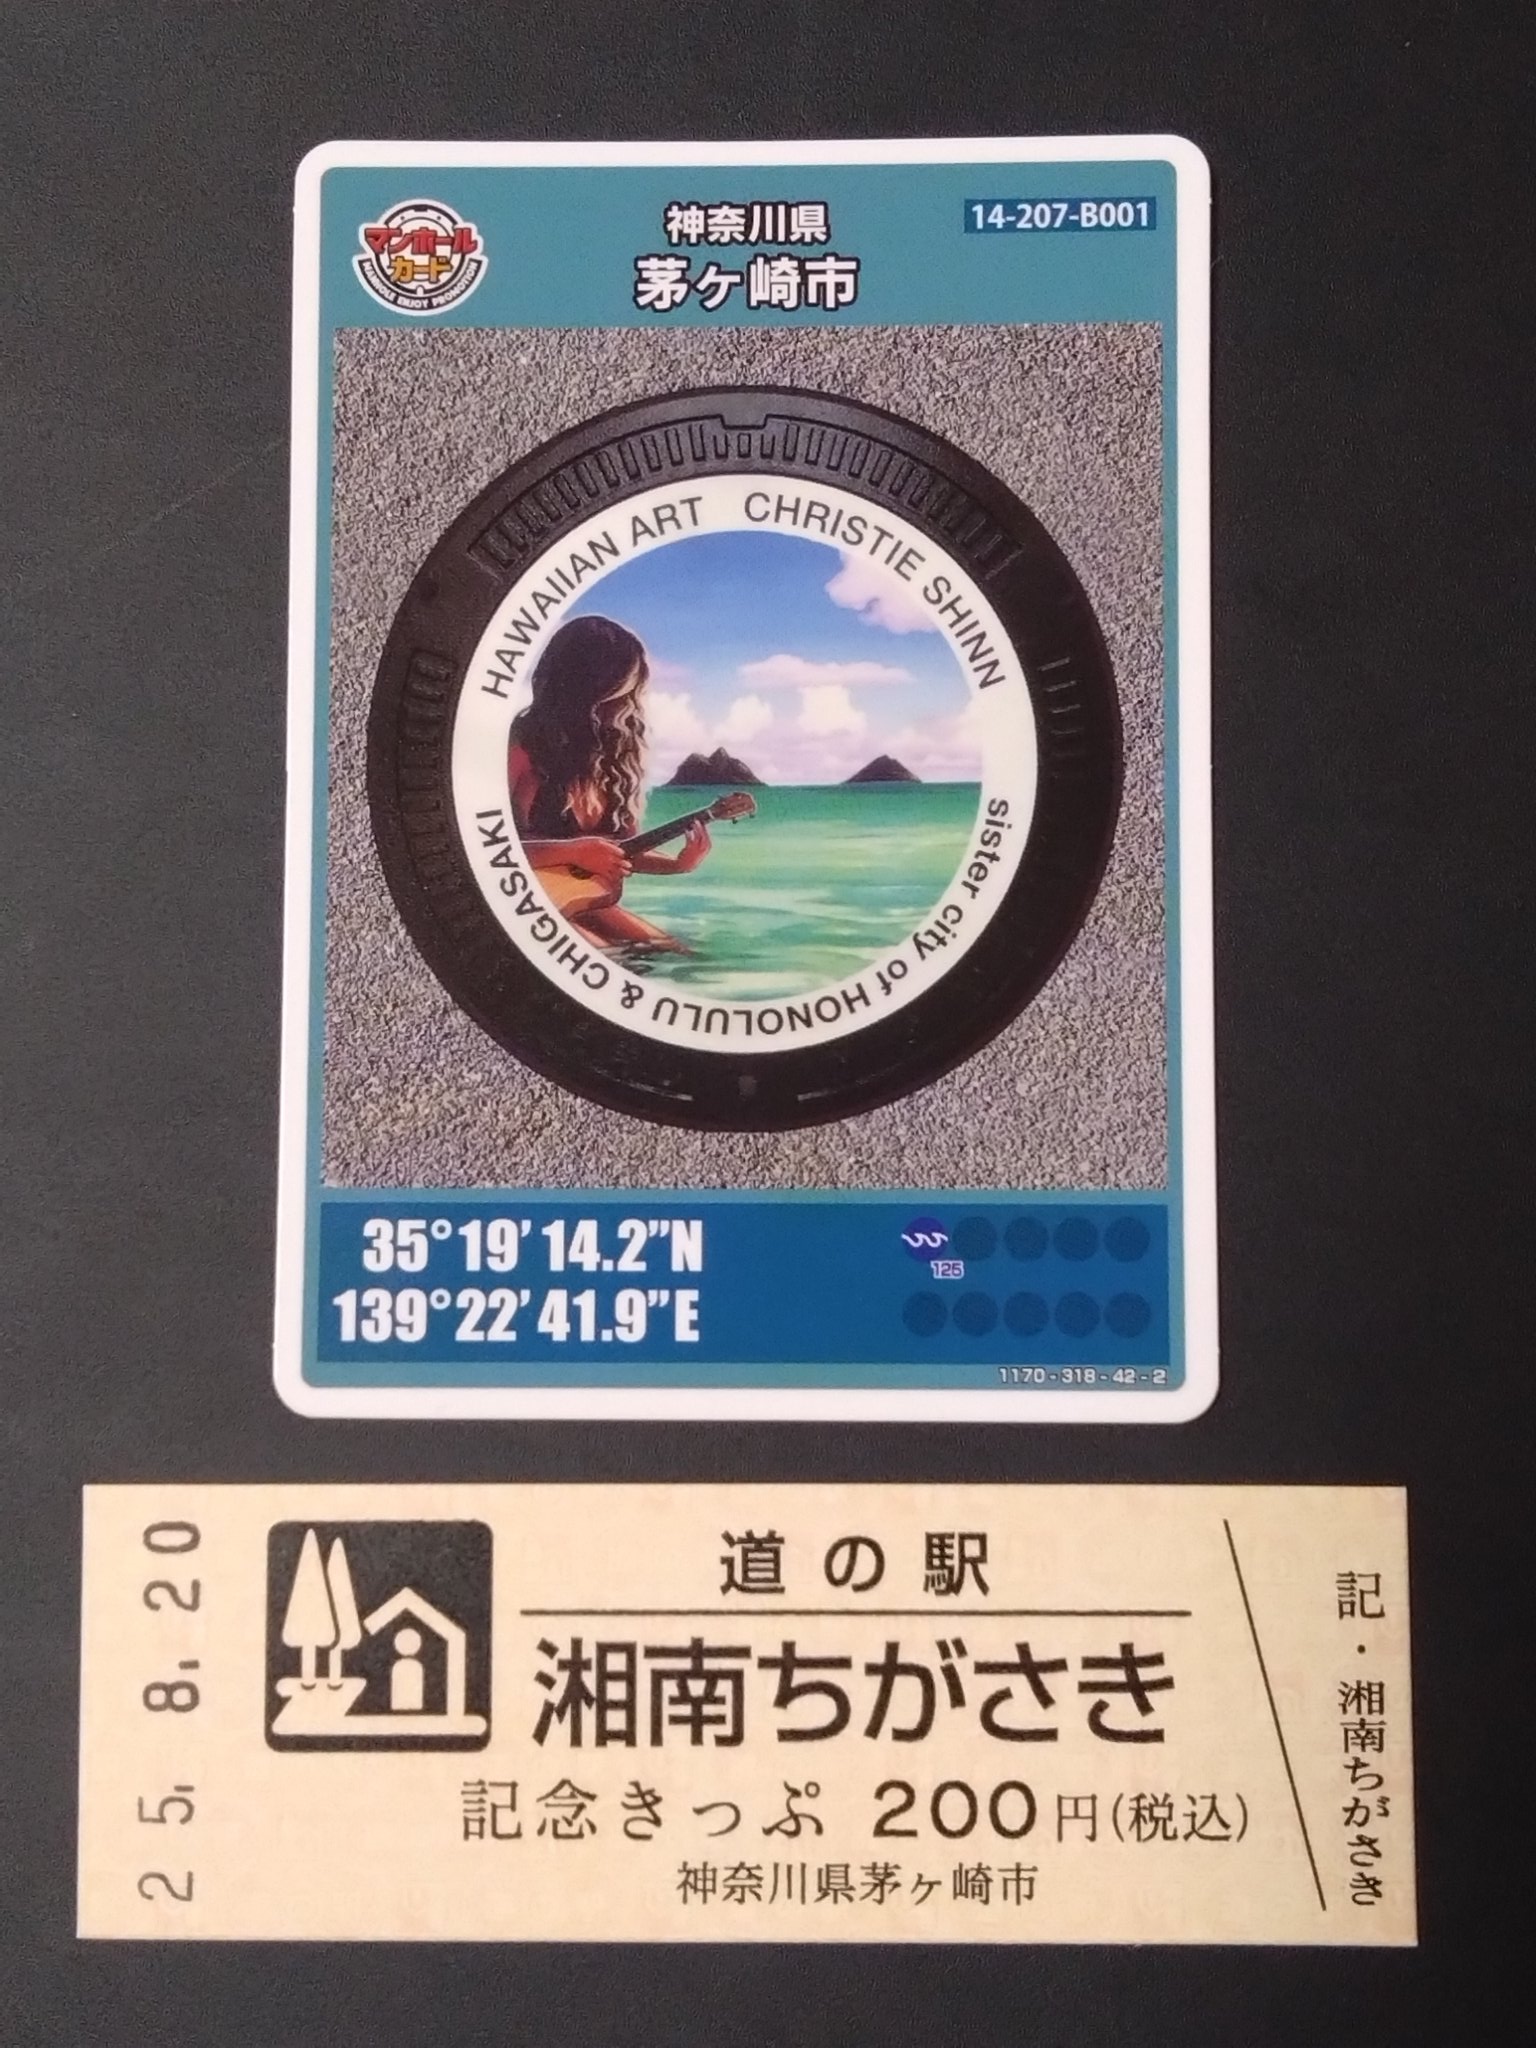 マンホール
カード
MANHOLE ENJOY PROMOTION
神奈川県
茅ヶ崎市
14-207-B001
HAWAIIAN ART CHRISTIE SHINN
sister city of HONOLULU & CHIGASAKI
35°19'14.2"N
139°22'41.9"E
125
1170-318-42-2
25.8.20
道の駅
湘南ちがさき
記念きっぷ 200円(税込)
神奈川県茅ヶ崎市
記・湘南ちがさき